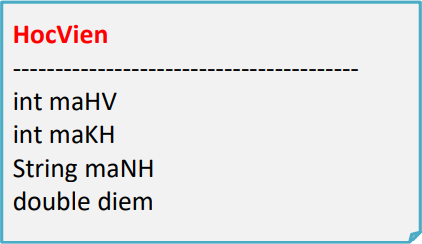 HocVien
-----------------------------------------
int maHV
int maKH
String maNH
double diem